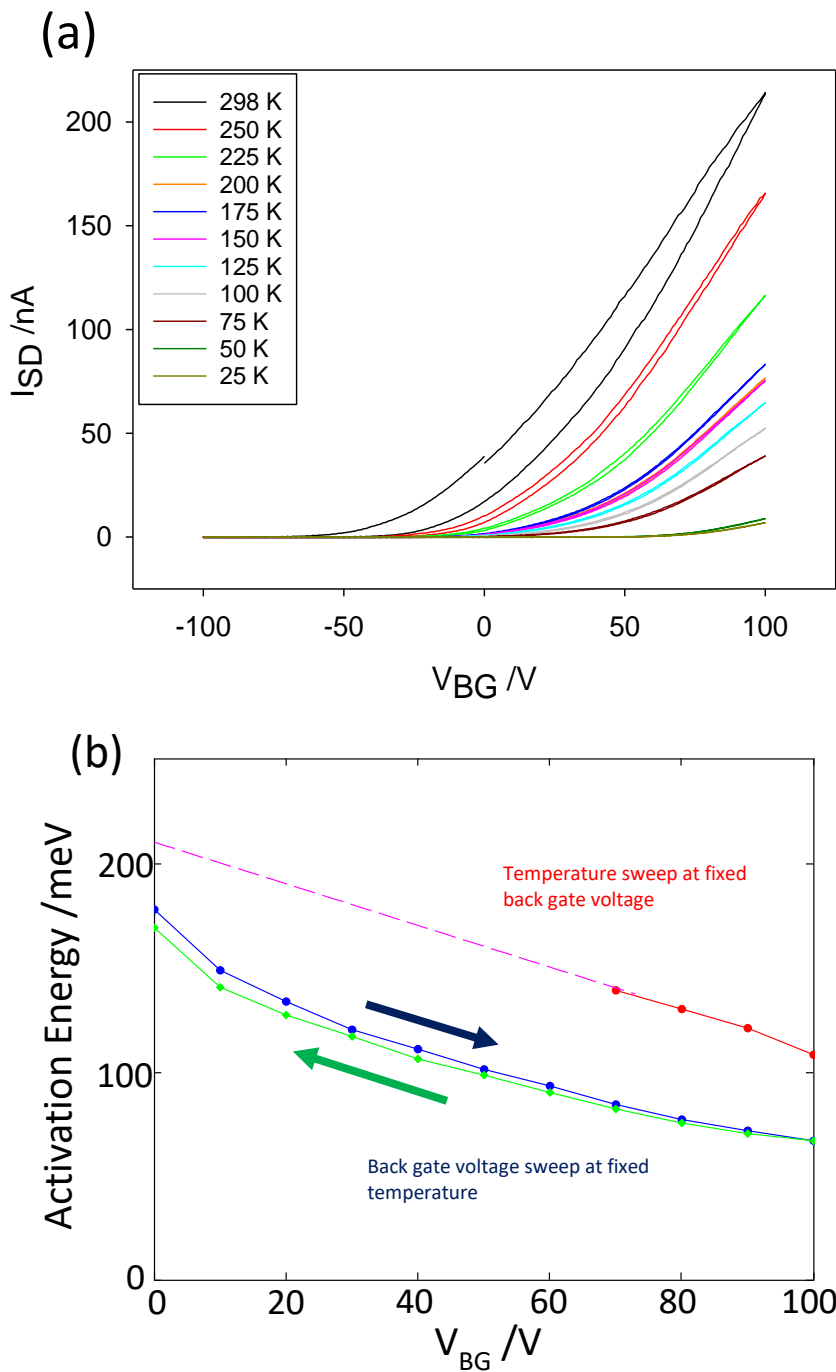 (a)
298 K
250 K
225 K
200 K
175 K
150 K
125 K
100 K
75 K
50 K
25 K
200
150
100
50
0
I_SD /nA
-100 -50 0 50 100
V_BG /V
(b)
Activation Energy /meV
200
100
0
Temperature sweep at fixed
back gate voltage
Back gate voltage sweep at fixed
temperature
0 20 40 60 80 100
V_BG /V